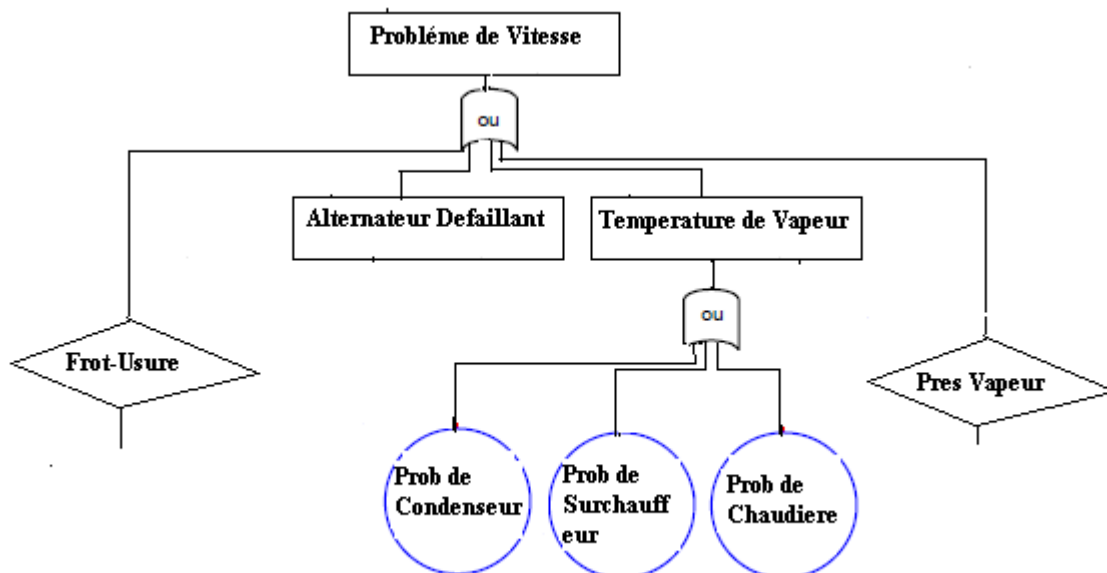 Probléme de Vitesse
ou
Alternateur Defaillant
Temperature de Vapeur
ou
Frot-Usure
Pres Vapeur
Prob de
Condenseur
Prob de
Surchauff
eur
Prob de
Chaudiere